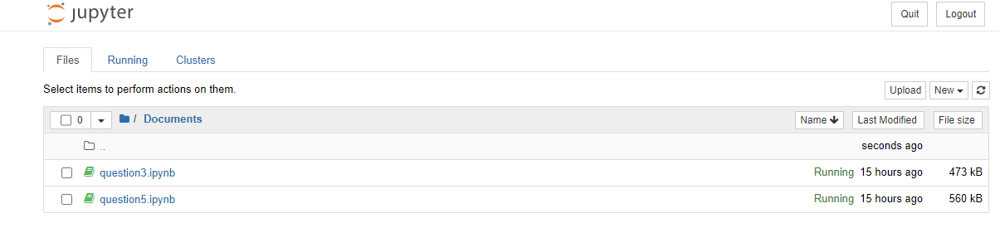 jupyter Quit Logout
Files Running Clusters
Select items to perform actions on them. Upload New
0 / Documents Name Last Modified File size
.. seconds ago
question3.ipynb Running 15 hours ago 473 kB
question5.ipynb Running 15 hours ago 560 kB